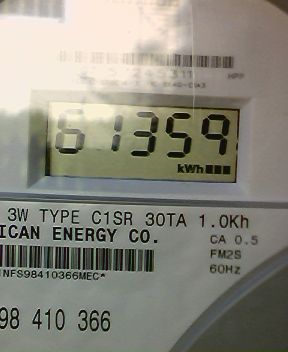 61359
kWh
3W TYPE C1SR 30TA 1.0Kh
ICAN ENERGY CO.
CA 0.5
FM2S
60Hz
NFS98410366MEC*
98 410 366